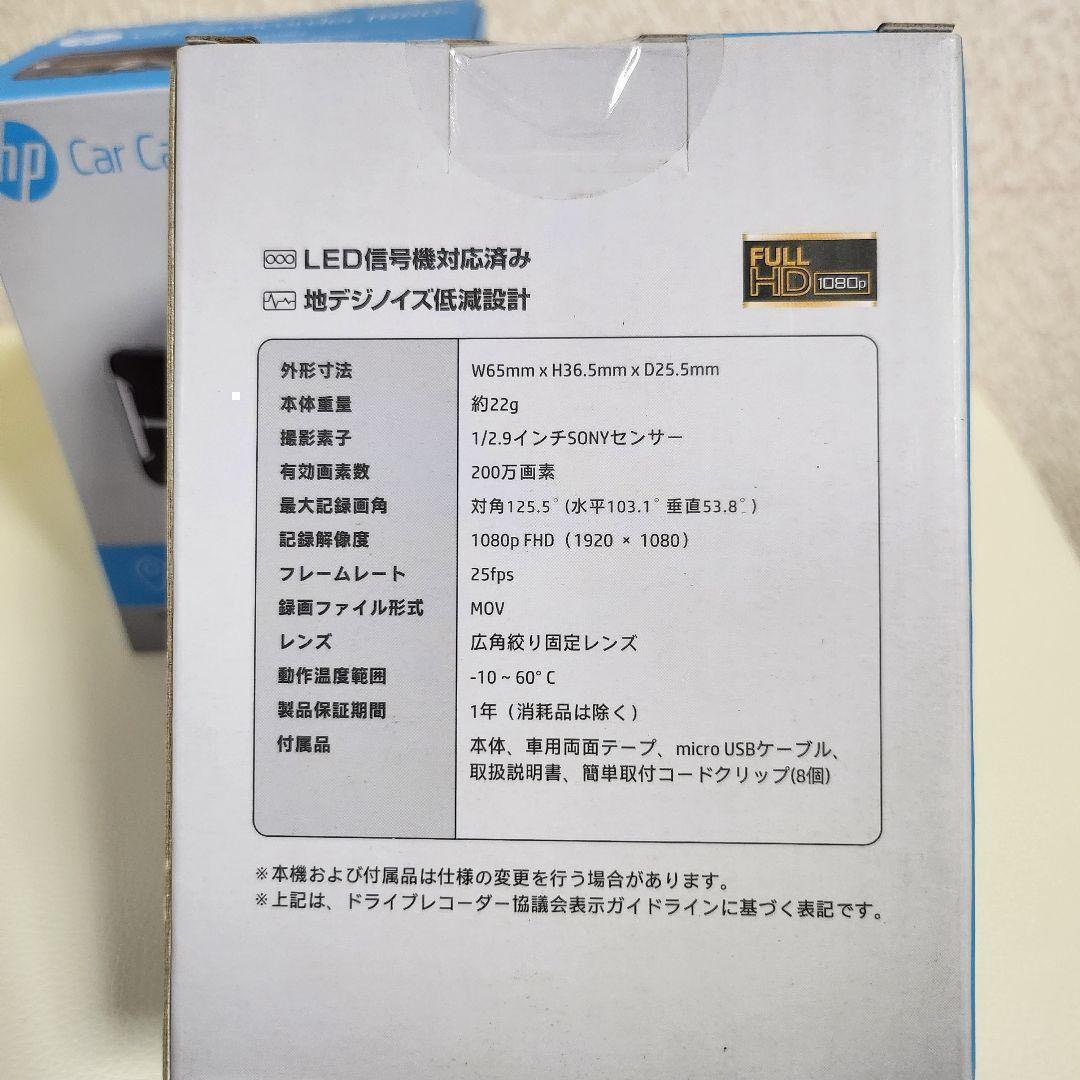 hp Car
LED信号機対応済み
地デジノイズ低減設計
FULL
HD 1080p
外形寸法 W65mm x H36.5mm x D25.5mm
本体重量 約22g
撮影素子 1/2.9インチSONYセンサー
有効画素数 200万画素
最大記録画角 対角125.5°(水平103.1° 垂直53.8°)
記録解像度 1080p FHD（1920 × 1080）
フレームレート 25fps
録画ファイル形式 MOV
レンズ 広角絞り固定レンズ
動作温度範囲 -10 ~ 60° C
製品保証期間 1年（消耗品は除く）
付属品 本体、車用両面テープ、micro USBケーブル、
取扱説明書、簡単取付コードクリップ(8個)
※本機および付属品は仕様の変更を行う場合があります。
※上記は、ドライブレコーダー協議会表示ガイドラインに基づく表記です。